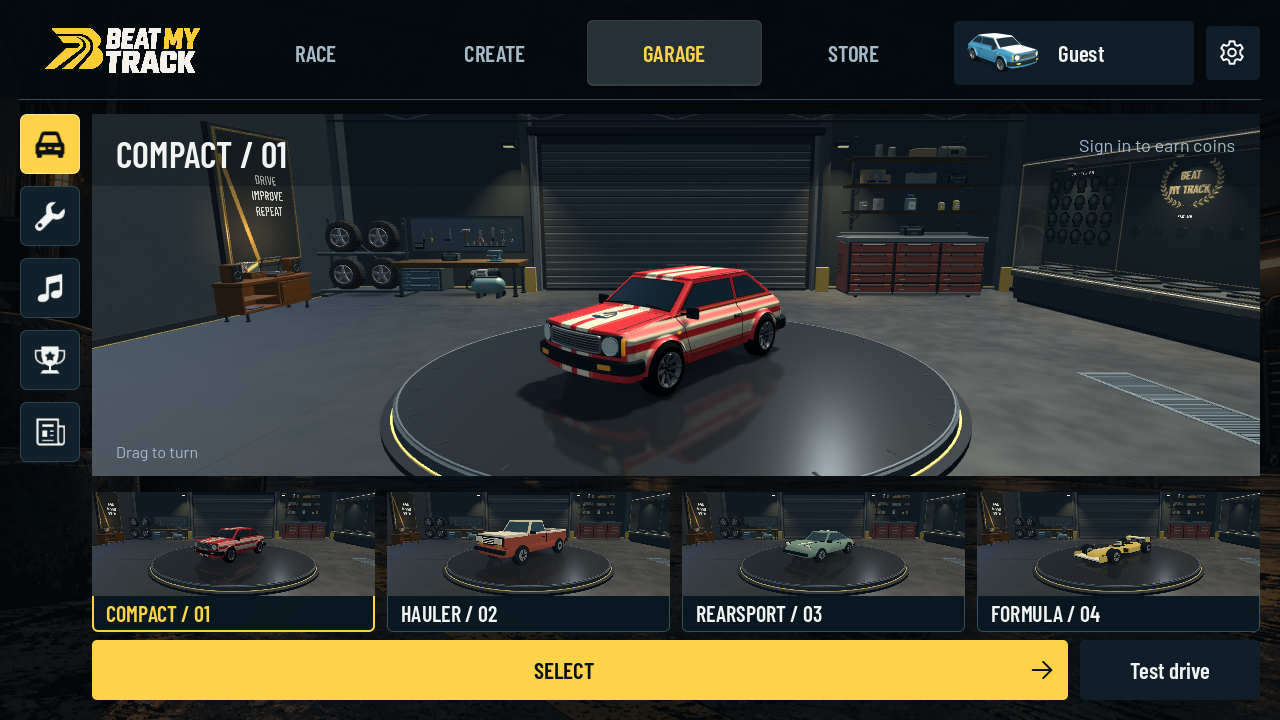 BEAT MY TRACK
RACE
CREATE
GARAGE
STORE
Guest
COMPACT / 01
Sign in to earn coins
DRIVE
IMPROVE
REPEAT
BEAT
MY TRACK
Drag to turn
COMPACT / 01
HAULER / 02
REARSPORT / 03
FORMULA / 04
SELECT
Test drive